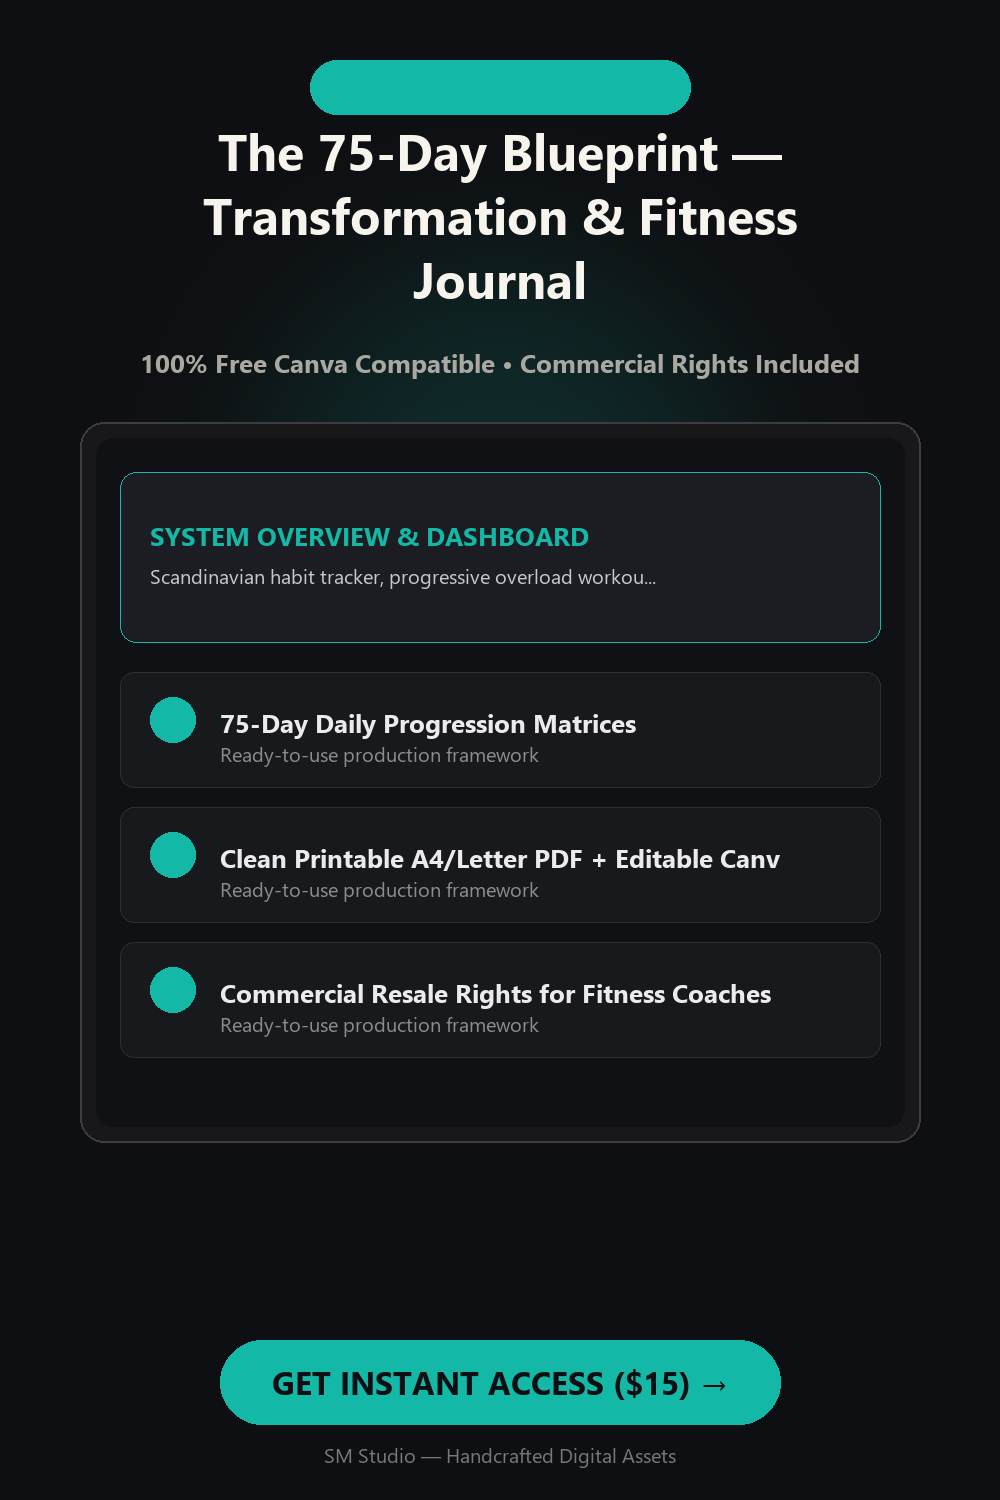 The 75-Day Blueprint —
Transformation & Fitness
Journal
100% Free Canva Compatible • Commercial Rights Included
SYSTEM OVERVIEW & DASHBOARD
Scandinavian habit tracker, progressive overload workou...
75-Day Daily Progression Matrices
Ready-to-use production framework
Clean Printable A4/Letter PDF + Editable Canv
Ready-to-use production framework
Commercial Resale Rights for Fitness Coaches
Ready-to-use production framework
GET INSTANT ACCESS ($15) →
SM Studio — Handcrafted Digital Assets